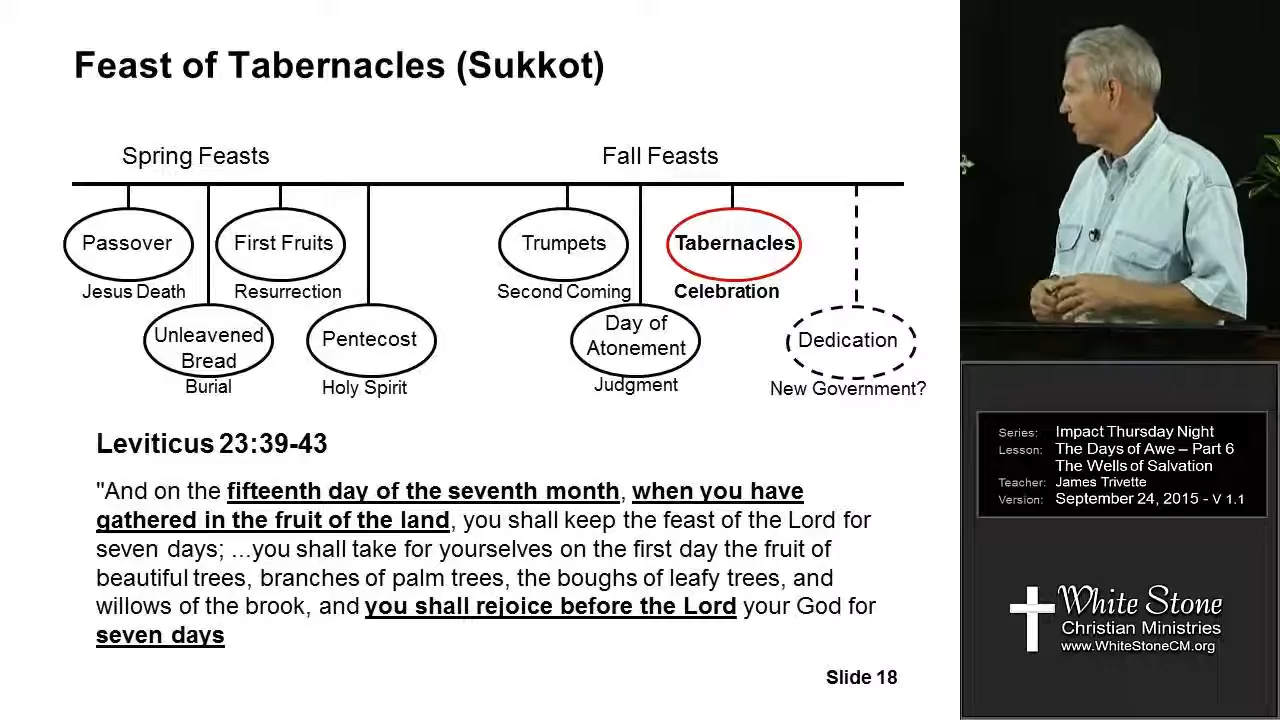 Feast of Tabernacles (Sukkot)
Spring Feasts
Fall Feasts
Passover
Jesus Death
Unleavened
Bread
Burial
First Fruits
Resurrection
Pentecost
Holy Spirit
Trumpets
Second Coming
Day of
Atonement
Judgment
Tabernacles
Celebration
Dedication
New Government?
Leviticus 23:39-43
"And on the fifteenth day of the seventh month, when you have
gathered in the fruit of the land, you shall keep the feast of the Lord for
seven days; ...you shall take for yourselves on the first day the fruit of
beautiful trees, branches of palm trees, the boughs of leafy trees, and
willows of the brook, and you shall rejoice before the Lord your God for
seven days
Slide 18
Series: Impact Thursday Night
Lesson: The Days of Awe – Part 6
The Wells of Salvation
Teacher: James Trivette
Version: September 24, 2015 - V 1.1
White Stone
Christian Ministries
www.WhiteStoneCM.org